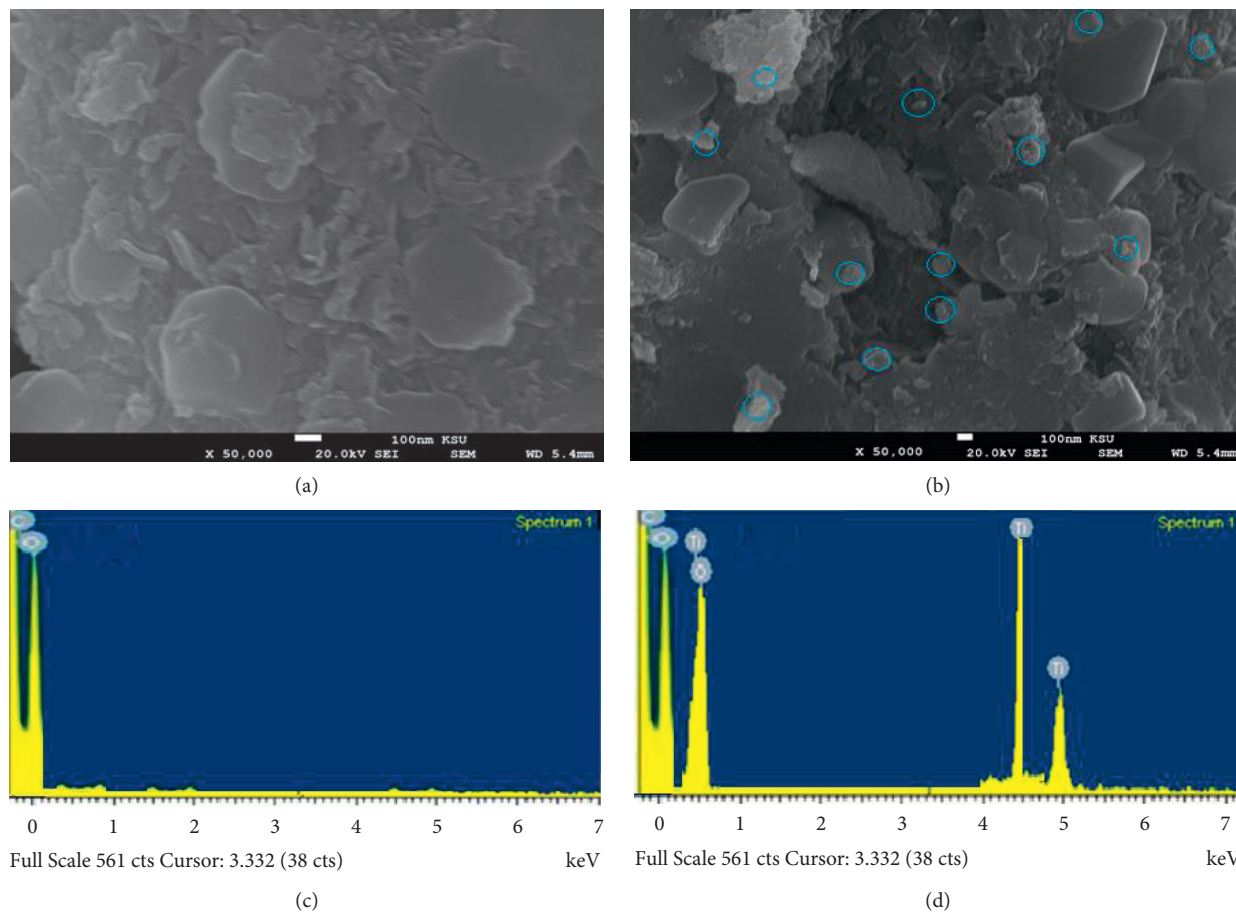 100nm KSU
X 50,000 20.0kV SEI SEM WD 5.4mm
(a)
100nm KSU
X 50,000 20.0kV SEI SEM WD 5.4mm
(b)
Spectrum 1
C
O
0 1 2 3 4 5 6 7
Full Scale 561 cts Cursor: 3.332 (38 cts) keV
(c)
Spectrum 1
C
O
Ti
O
Ti
Ti
0 1 2 3 4 5 6 7
Full Scale 561 cts Cursor: 3.332 (38 cts) keV
(d)